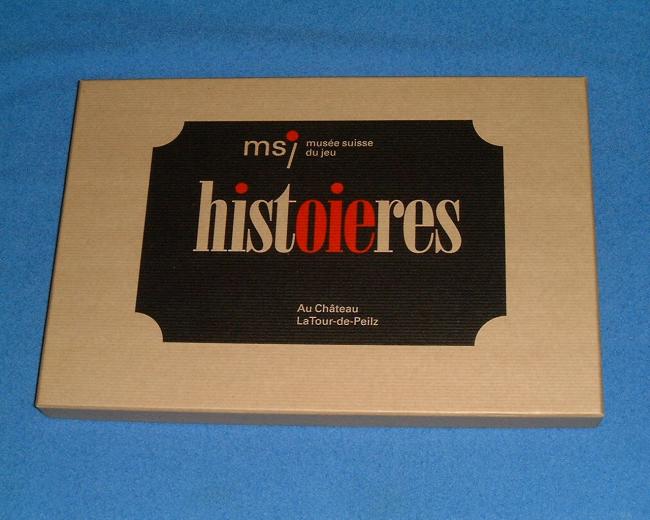 msj musée suisse
du jeu
histoieres
Au Château
LaTour-de-Peilz